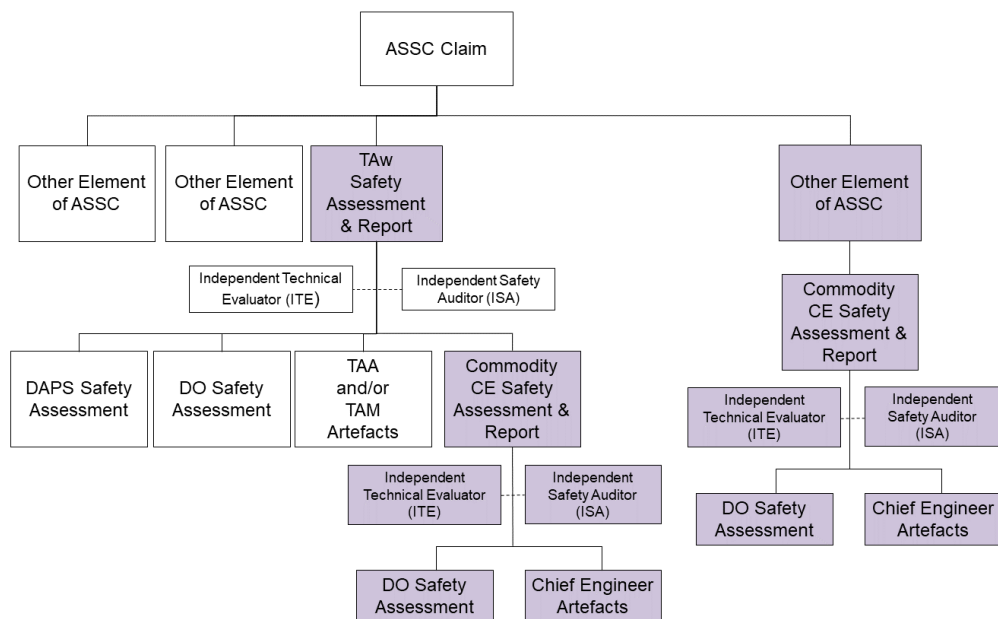 ASSC Claim
Other Element
of ASSC
Other Element
of ASSC
TAw
Safety
Assessment
& Report
Other Element
of ASSC
Independent Technical
Evaluator (ITE)
Independent Safety
Auditor (ISA)
Commodity
CE Safety
Assessment &
Report
DAPS Safety
Assessment
DO Safety
Assessment
TAA
and/or
TAM
Artefacts
Commodity
CE Safety
Assessment &
Report
Independent
Technical Evaluator
(ITE)
Independent
Safety Auditor
(ISA)
Independent
Technical Evaluator
(ITE)
Independent
Safety Auditor
(ISA)
DO Safety
Assessment
Chief Engineer
Artefacts
DO Safety
Assessment
Chief Engineer
Artefacts